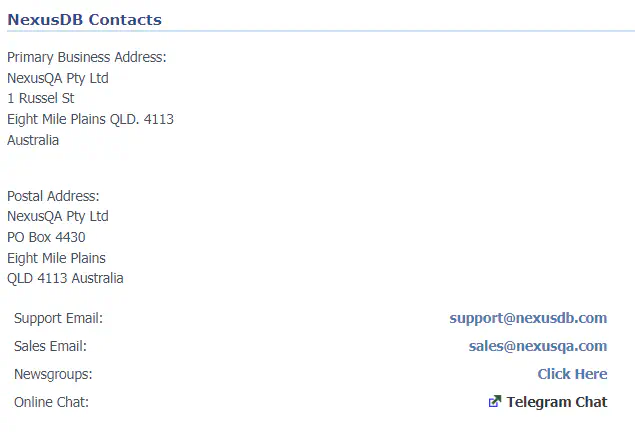 NexusDB Contacts
Primary Business Address:
NexusQA Pty Ltd
1 Russel St
Eight Mile Plains QLD. 4113
Australia
Postal Address:
NexusQA Pty Ltd
PO Box 4430
Eight Mile Plains
QLD 4113 Australia
Support Email: support@nexusdb.com
Sales Email: sales@nexusqa.com
Newsgroups: Click Here
Online Chat: Telegram Chat